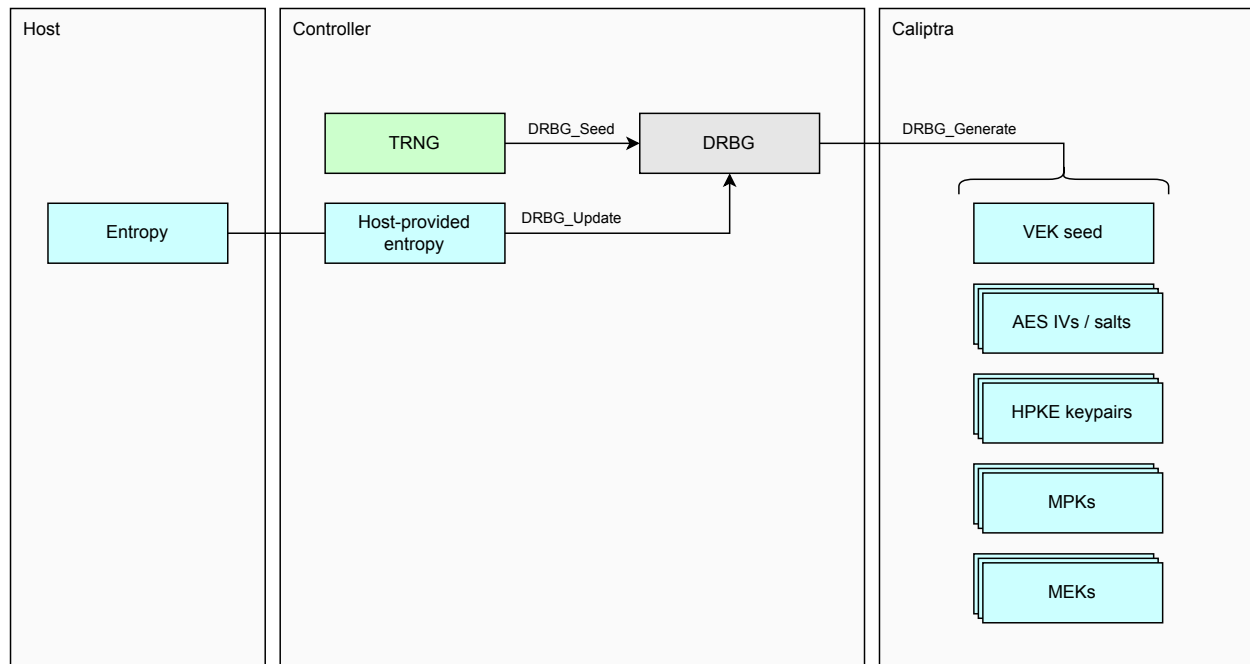 Host
Controller
Caliptra
TRNG
DRBG_Seed
DRBG
DRBG_Generate
Entropy
Host-provided
entropy
DRBG_Update
VEK seed
AES IVs / salts
HPKE keypairs
MPKs
MEKs